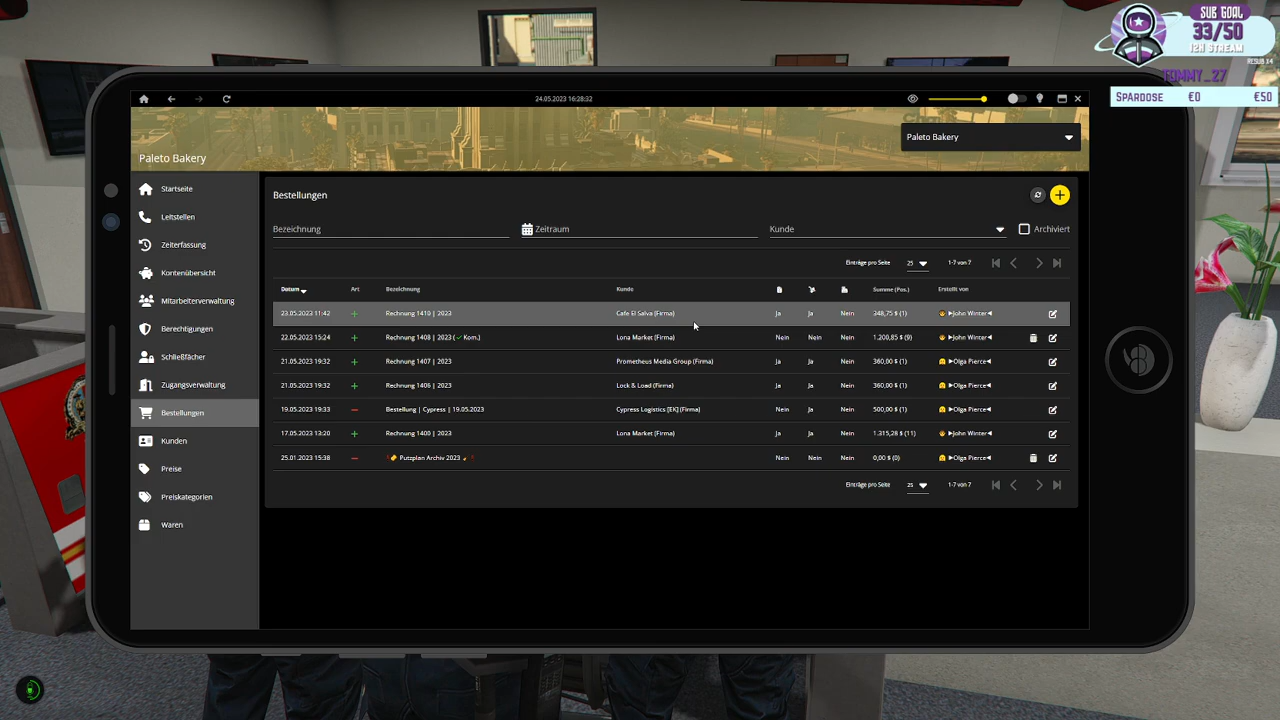 SUB GOAL
33/50
12H STREAM
RESUB X4
TOMMY_27
SPARDOSE €0 €50
24.05.2023 16:28:32
Paleto Bakery
Paleto Bakery
Startseite
Leitstellen
Zeiterfassung
Kontenübersicht
Mitarbeiterverwaltung
Berechtigungen
Schließfächer
Zugangsverwaltung
Bestellungen
Kunden
Preise
Preiskategorien
Waren
Bestellungen
Bezeichnung Zeitraum Kunde Archiviert
Einträge pro Seite 25 1-7 von 7
Datum Art Bezeichnung Kunde Summe (Pos.) Erstellt von
23.05.2023 11:42 + Rechnung 1410 | 2023 Cafe El Salva (Firma) Ja Ja Nein 348,75 $ (1) ►John Winter◄
22.05.2023 15:24 + Rechnung 1408 | 2023 (✓ Kom.) Lona Market (Firma) Nein Nein Nein 1.200,85 $ (9) ►John Winter◄
21.05.2023 19:32 + Rechnung 1407 | 2023 Prometheus Media Group (Firma) Ja Ja Nein 360,00 $ (1) ►Olga Pierce◄
21.05.2023 19:32 + Rechnung 1406 | 2023 Lock & Load (Firma) Ja Ja Nein 360,00 $ (1) ►Olga Pierce◄
19.05.2023 19:33 — Bestellung | Cypress | 19.05.2023 Cypress Logistics [EK] (Firma) Nein Ja Nein 500,00 $ (1) ►Olga Pierce◄
17.05.2023 13:20 + Rechnung 1400 | 2023 Lona Market (Firma) Ja Ja Nein 1.315,28 $ (11) ►John Winter◄
25.01.2023 15:38 — Putzplan Archiv 2023 Nein Nein Nein 0,00 $ (0) ►Olga Pierce◄
Einträge pro Seite 25 1-7 von 7